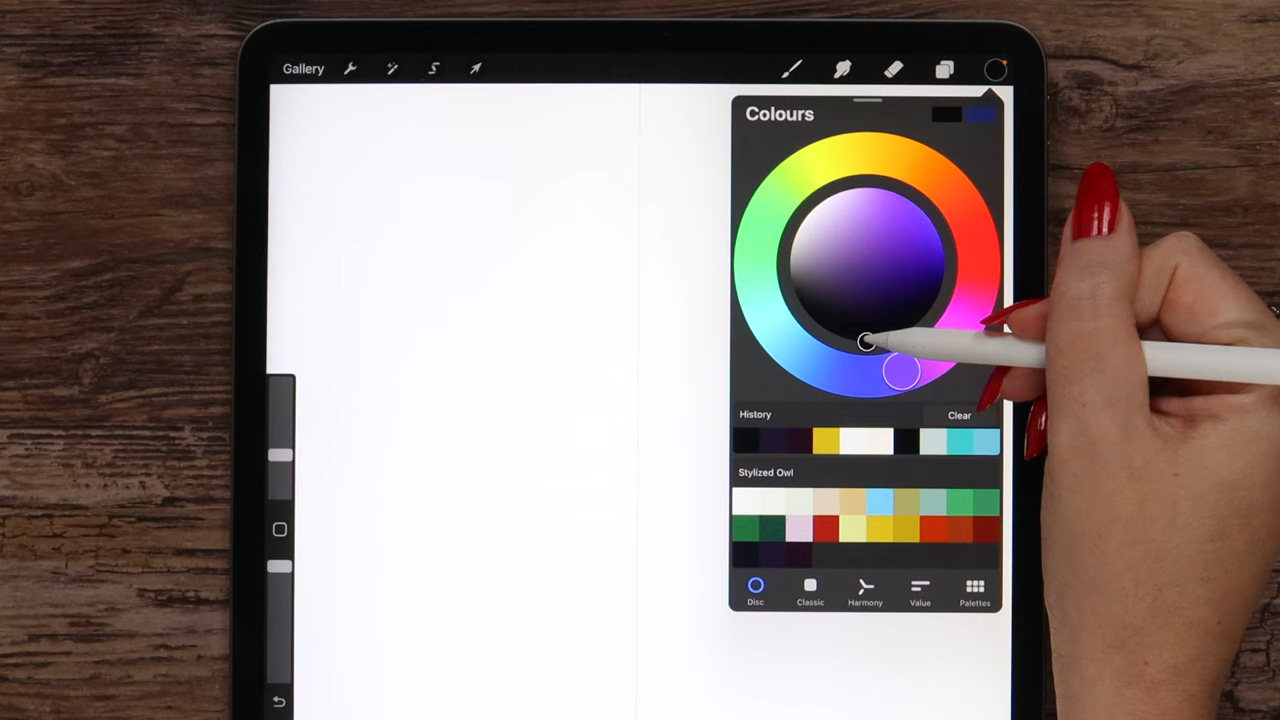 Gallery
Colours
History
Clear
Stylized Owl
Disc
Classic
Harmony
Value
Palettes